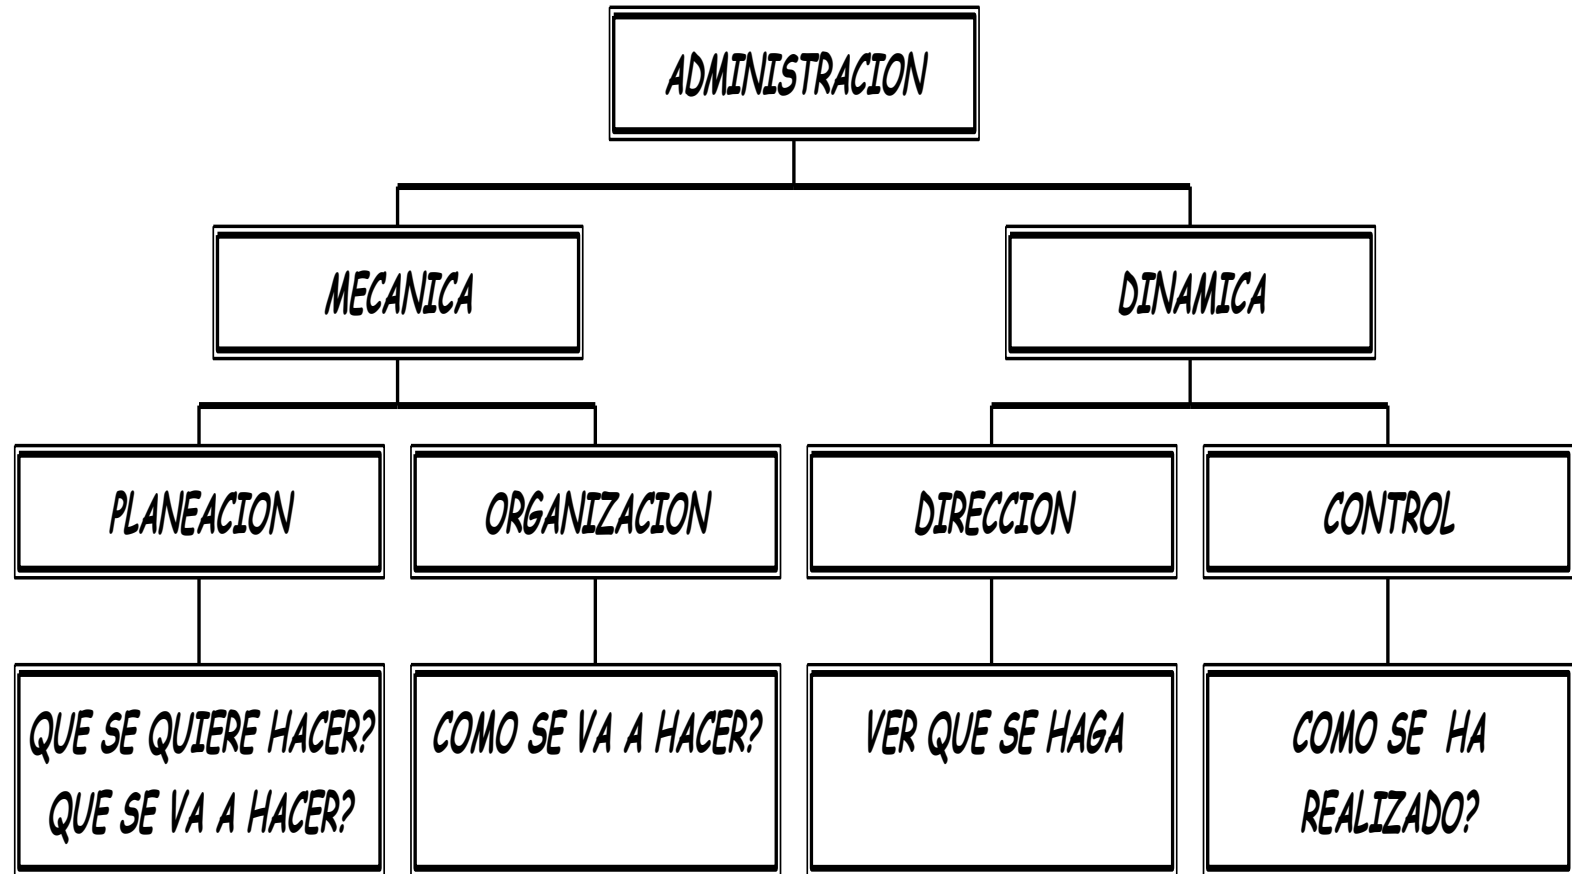 ADMINISTRACION
MECANICA
DINAMICA
PLANEACION
ORGANIZACION
DIRECCION
CONTROL
QUE SE QUIERE HACER?
QUE SE VA A HACER?
COMO SE VA A HACER?
VER QUE SE HAGA
COMO SE HA
REALIZADO?